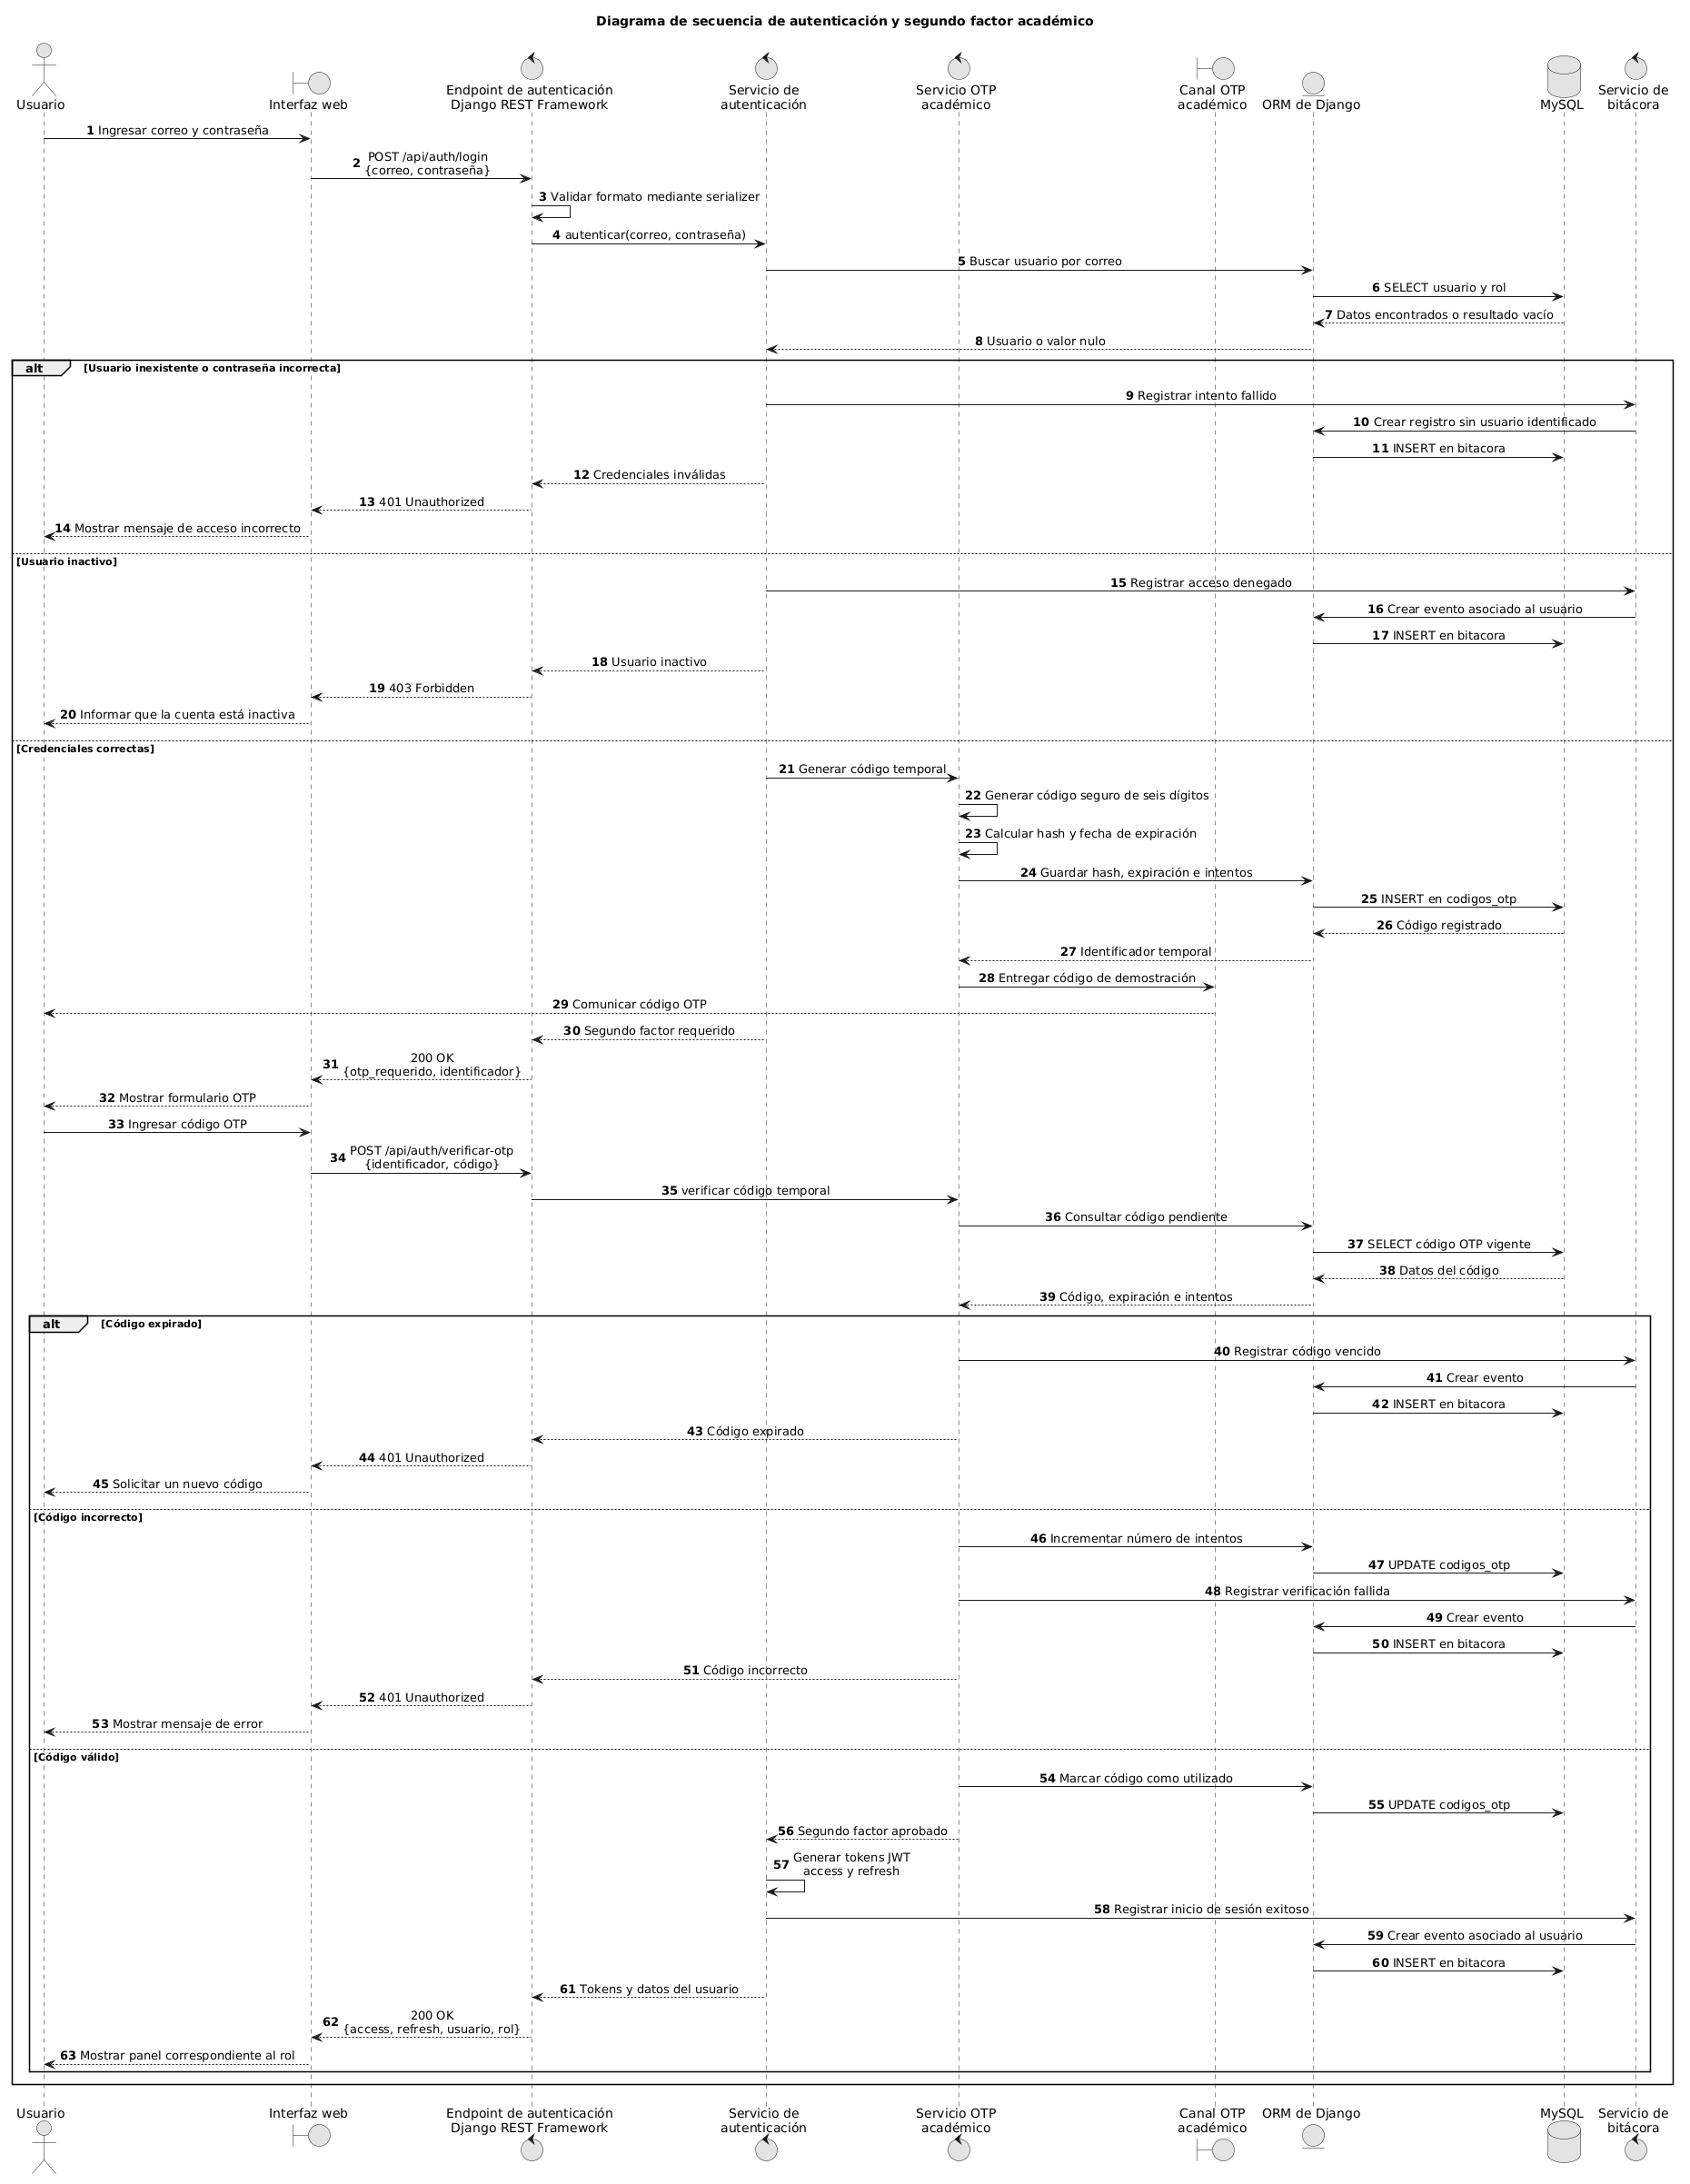 Diagrama de secuencia de autenticación y segundo factor académico
Usuario
Interfaz web
Endpoint de autenticación
Django REST Framework
Servicio de
autenticación
Servicio OTP
académico
Canal OTP
académico
ORM de Django
MySQL
Servicio de
bitácora
1 Ingresar correo y contraseña
2 POST /api/auth/login
{correo, contraseña}
3 Validar formato mediante serializer
4 autenticar(correo, contraseña)
5 Buscar usuario por correo
6 SELECT usuario y rol
7 Datos encontrados o resultado vacío
8 Usuario o valor nulo
alt [Usuario inexistente o contraseña incorrecta]
9 Registrar intento fallido
10 Crear registro sin usuario identificado
11 INSERT en bitacora
12 Credenciales inválidas
13 401 Unauthorized
14 Mostrar mensaje de acceso incorrecto
[Usuario inactivo]
15 Registrar acceso denegado
16 Crear evento asociado al usuario
17 INSERT en bitacora
18 Usuario inactivo
19 403 Forbidden
20 Informar que la cuenta está inactiva
[Credenciales correctas]
21 Generar código temporal
22 Generar código seguro de seis dígitos
23 Calcular hash y fecha de expiración
24 Guardar hash, expiración e intentos
25 INSERT en codigos_otp
26 Código registrado
27 Identificador temporal
28 Entregar código de demostración
29 Comunicar código OTP
30 Segundo factor requerido
31 200 OK
{otp_requerido, identificador}
32 Mostrar formulario OTP
33 Ingresar código OTP
34 POST /api/auth/verificar-otp
{identificador, código}
35 verificar código temporal
36 Consultar código pendiente
37 SELECT código OTP vigente
38 Datos del código
39 Código, expiración e intentos
alt [Código expirado]
40 Registrar código vencido
41 Crear evento
42 INSERT en bitacora
43 Código expirado
44 401 Unauthorized
45 Solicitar un nuevo código
[Código incorrecto]
46 Incrementar número de intentos
47 UPDATE codigos_otp
48 Registrar verificación fallida
49 Crear evento
50 INSERT en bitacora
51 Código incorrecto
52 401 Unauthorized
53 Mostrar mensaje de error
[Código válido]
54 Marcar código como utilizado
55 UPDATE codigos_otp
56 Segundo factor aprobado
57 Generar tokens JWT
access y refresh
58 Registrar inicio de sesión exitoso
59 Crear evento asociado al usuario
60 INSERT en bitacora
61 Tokens y datos del usuario
62 200 OK
{access, refresh, usuario, rol}
63 Mostrar panel correspondiente al rol
Usuario
Interfaz web
Endpoint de autenticación
Django REST Framework
Servicio de
autenticación
Servicio OTP
académico
Canal OTP
académico
ORM de Django
MySQL
Servicio de
bitácora